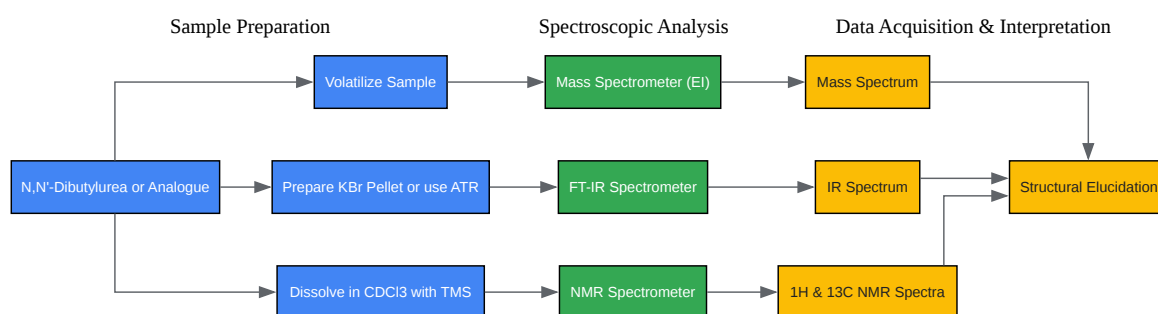 Sample Preparation
Spectroscopic Analysis
Data Acquisition & Interpretation
Volatilize Sample
Mass Spectrometer (EI)
Mass Spectrum
N,N'-Dibutylurea or Analogue
Prepare KBr Pellet or use ATR
FT-IR Spectrometer
IR Spectrum
Structural Elucidation
Dissolve in CDCl3 with TMS
NMR Spectrometer
1H & 13C NMR Spectra